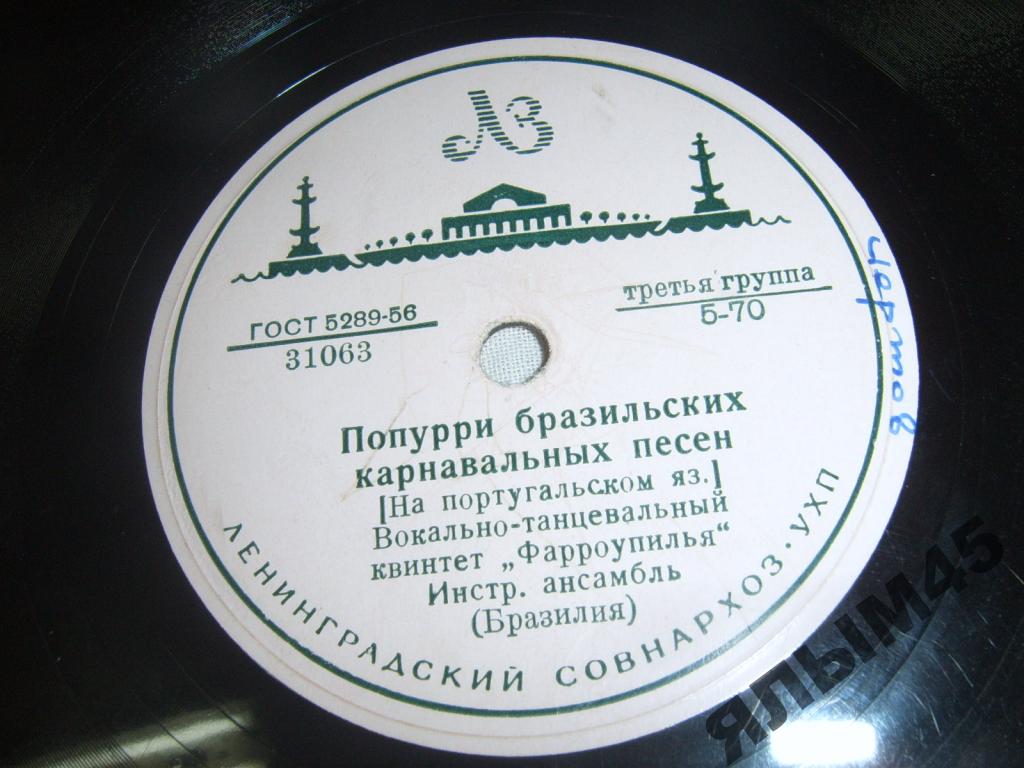 ЛЗ
ГОСТ 5289-56
31063
третья группа
5-70
Попурри бразильских
карнавальных песен
[На португальском яз.]
Вокально-танцевальный
квинтет „Фарроупилья“
Инстр. ансамбль
(Бразилия)
ЛЕНИНГРАДСКИЙ СОВНАРХОЗ · УХП
ЯЛЫМ45